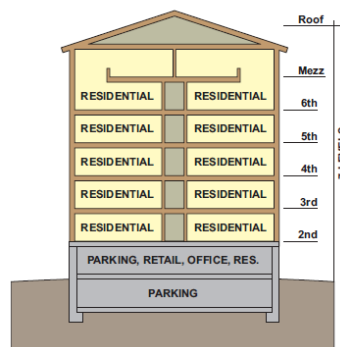 Roof
Mezz
RESIDENTIAL RESIDENTIAL
6th
RESIDENTIAL RESIDENTIAL
5th
RESIDENTIAL RESIDENTIAL
4th
RESIDENTIAL RESIDENTIAL
3rd
RESIDENTIAL RESIDENTIAL
2nd
PARKING, RETAIL, OFFICE, RES.
PARKING